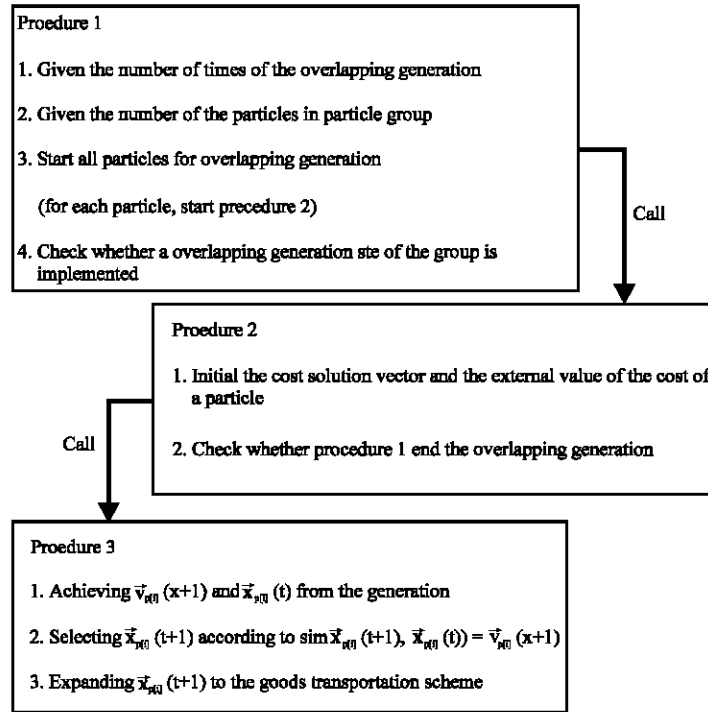 Proedure 1
1. Given the number of times of the overlapping generation
2. Given the number of the particles in particle group
3. Start all particles for overlapping generation
(for each particle, start precedure 2)
4. Check whether a overlapping generation ste of the group is
implemented
Call
Proedure 2
1. Initial the cost solution vector and the external value of the cost of
a particle
2. Check whether procedure 1 end the overlapping generation
Call
Proedure 3
1. Achieving v⃗ₚ[i] (x+1) and x⃗ₚ[i] (t) from the generation
2. Selecting x⃗ₚ[i] (t+1) according to sim x⃗ₚ[i] (t+1), x⃗ₚ[i] (t)) = v⃗ₚ[i] (x+1)
3. Expanding x⃗ₚ[i] (t+1) to the goods transportation scheme